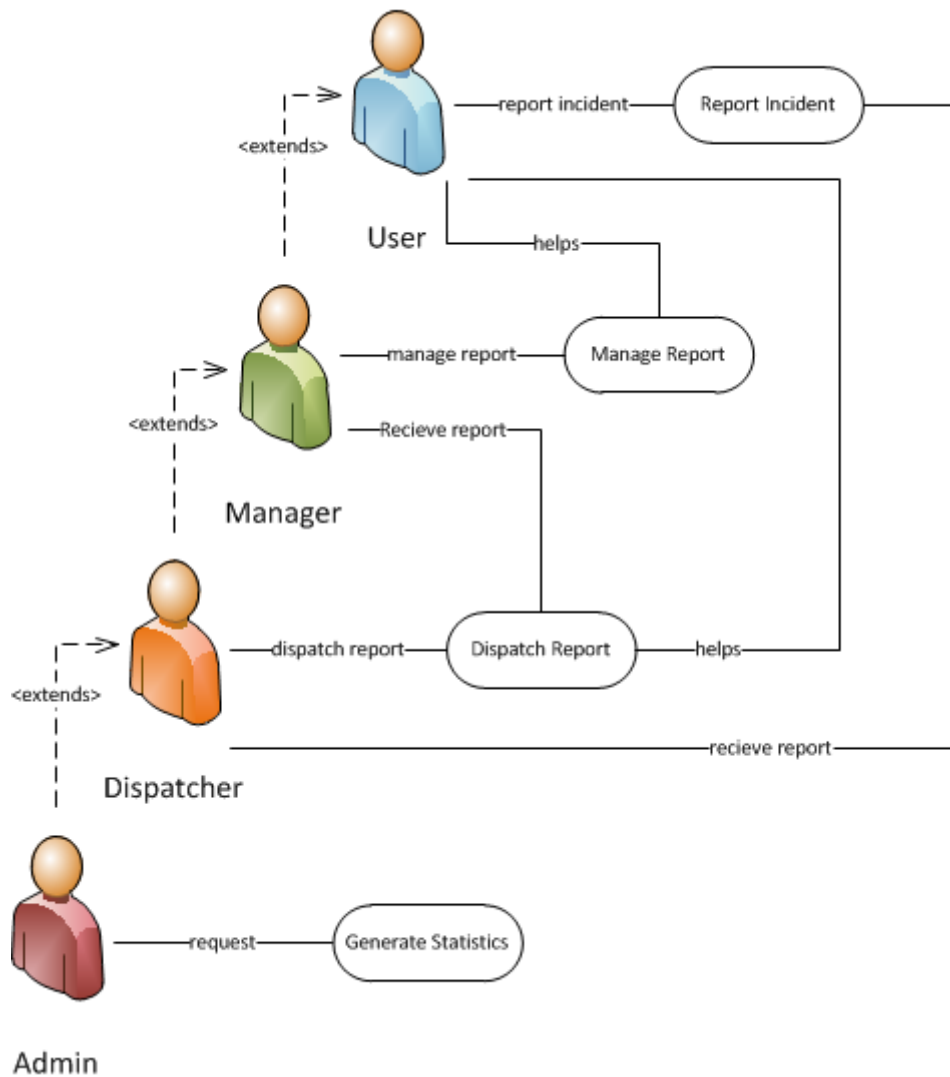 report incident
Report Incident
<extends>
User
helps
manage report
Manage Report
<extends>
Recieve report
Manager
dispatch report
Dispatch Report
helps
<extends>
recieve report
Dispatcher
request
Generate Statistics
Admin